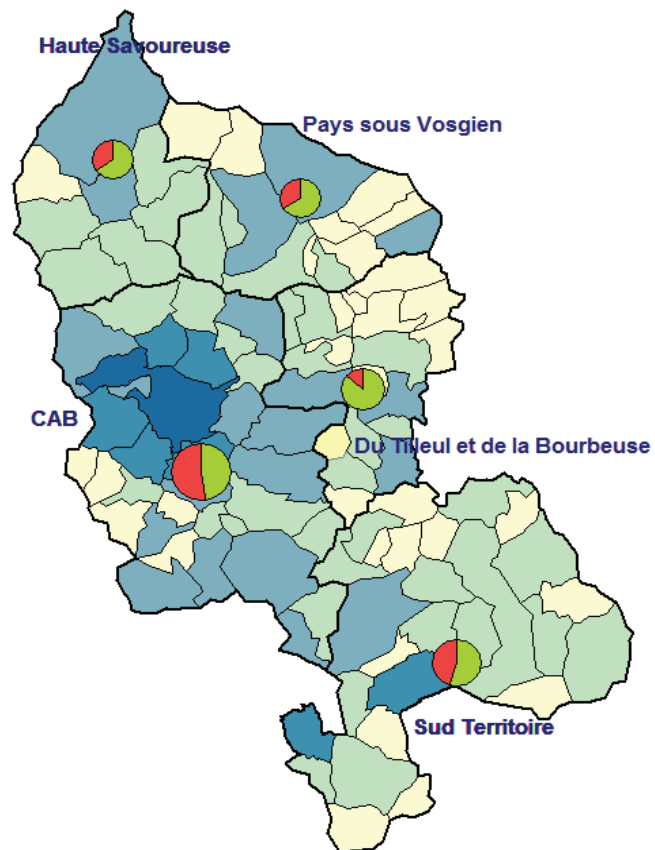 Haute Savoureuse
Pays sous Vosgien
CAB
Du Tilleul et de la Bourbeuse
Sud Territoire